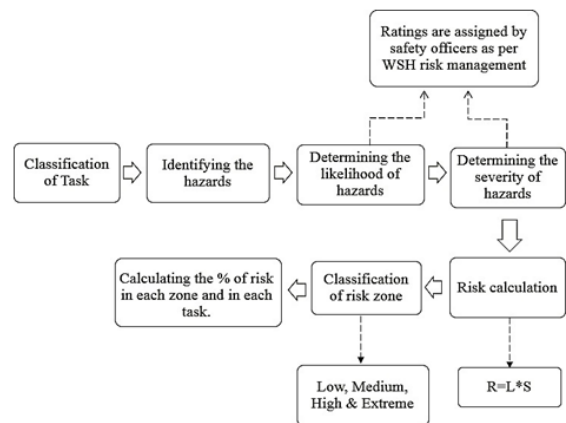 Ratings are assigned by
safety officers as per
WSH risk management
Classification
of Task
Identifying the
hazards
Determining the
likelihood of
hazards
Determining the
severity of
hazards
Calculating the % of risk
in each zone and in each
task.
Classification
of risk zone
Risk calculation
Low, Medium,
High & Extreme
R=L*S